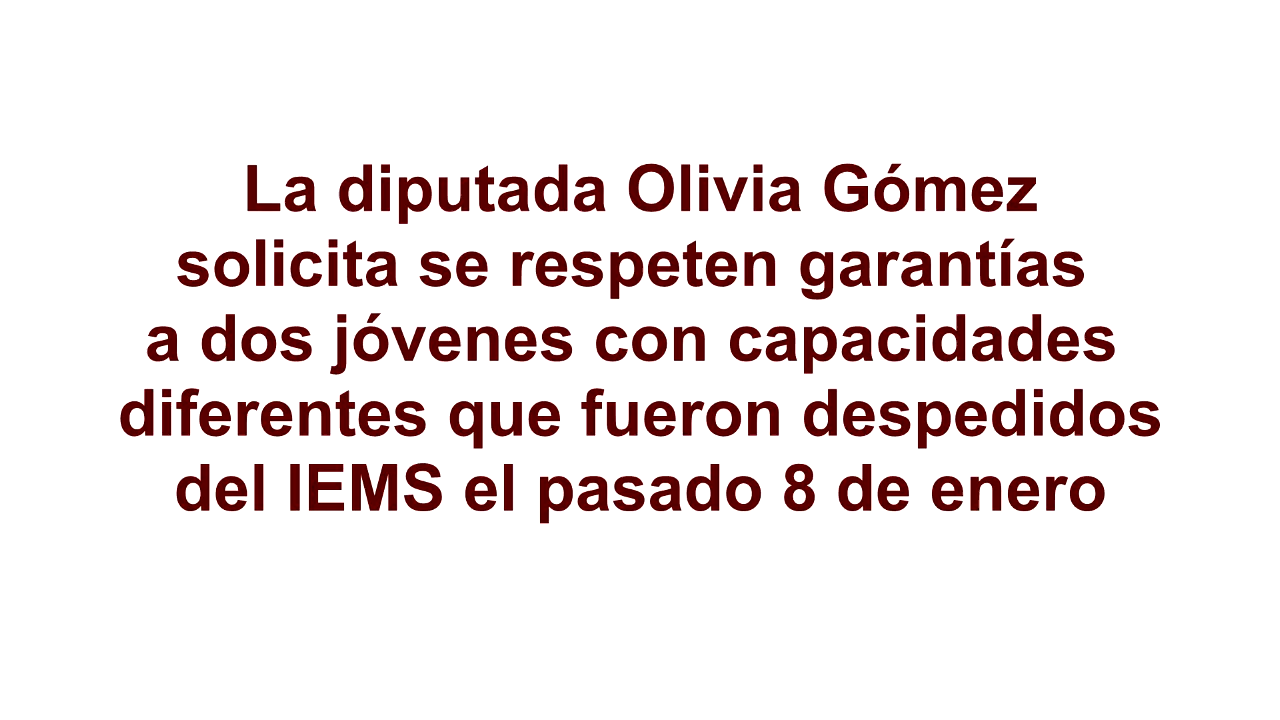 La diputada Olivia Gómez
solicita se respeten garantías
a dos jóvenes con capacidades
diferentes que fueron despedidos
del IEMS el pasado 8 de enero